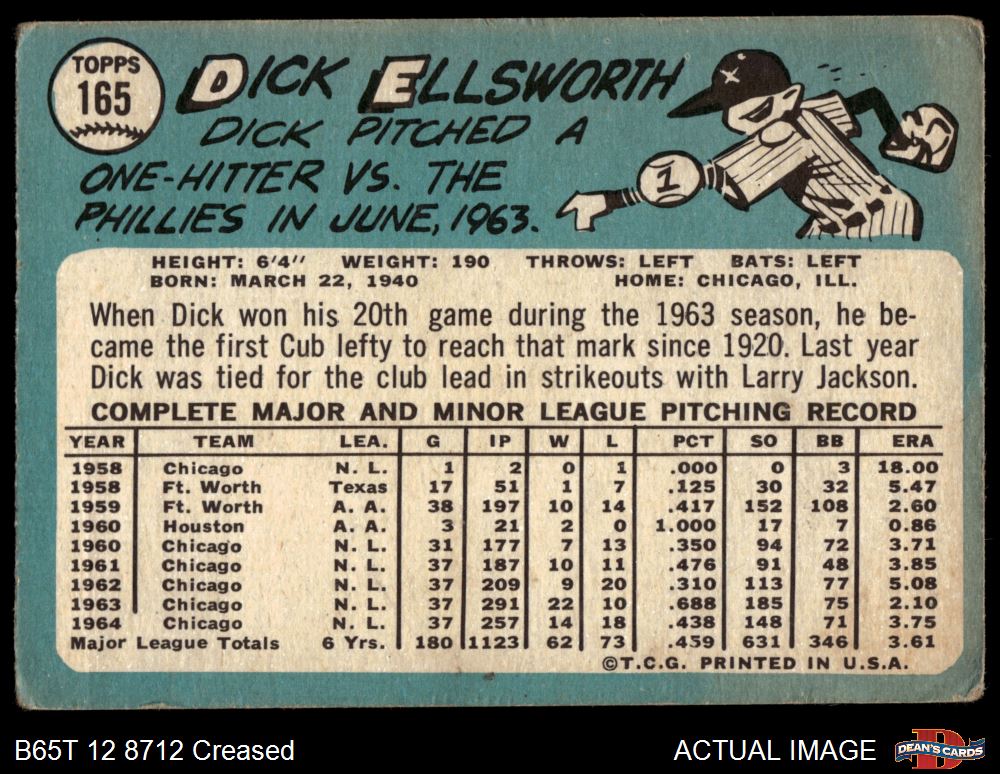 TOPPS
165
DICK ELLSWORTH
DICK PITCHED A
ONE-HITTER VS. THE
PHILLIES IN JUNE, 1963.
1
HEIGHT: 6'4'' WEIGHT: 190 THROWS: LEFT BATS: LEFT
BORN: MARCH 22, 1940 HOME: CHICAGO, ILL.
When Dick won his 20th game during the 1963 season, he be-
came the first Cub lefty to reach that mark since 1920. Last year
Dick was tied for the club lead in strikeouts with Larry Jackson.
COMPLETE MAJOR AND MINOR LEAGUE PITCHING RECORD
YEAR TEAM LEA. G IP W L PCT SO BB ERA
1958 Chicago N. L. 1 2 0 1 .000 0 3 18.00
1958 Ft. Worth Texas 17 51 1 7 .125 30 32 5.47
1959 Ft. Worth A. A. 38 197 10 14 .417 152 108 2.60
1960 Houston A. A. 3 21 2 0 1.000 17 7 0.86
1960 Chicago N. L. 31 177 7 13 .350 94 72 3.71
1961 Chicago N. L. 37 187 10 11 .476 91 48 3.85
1962 Chicago N. L. 37 209 9 20 .310 113 77 5.08
1963 Chicago N. L. 37 291 22 10 .688 185 75 2.10
1964 Chicago N. L. 37 257 14 18 .438 148 71 3.75
Major League Totals 6 Yrs. 180 1123 62 73 .459 631 346 3.61
©T.C.G. PRINTED IN U.S.A.
B65T 12 8712 Creased
ACTUAL IMAGE
D
DEAN'S CARDS